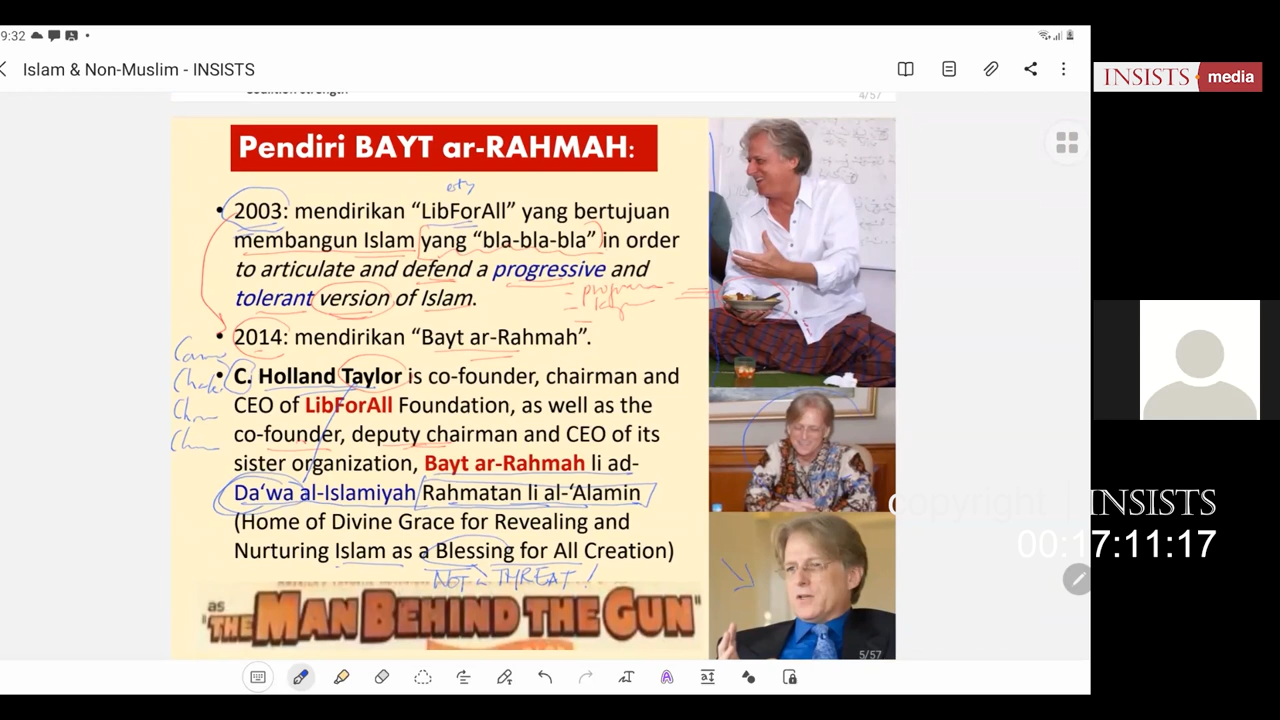 9:32
Islam & Non-Muslim - INSISTS
INSISTS media
Coalition strength
4/57
Pendiri BAYT ar-RAHMAH:
• 2003: mendirikan “LibForAll” yang bertujuan
membangun Islam yang “bla-bla-bla” in order
to articulate and defend a progressive and
tolerant version of Islam.
• 2014: mendirikan “Bayt ar-Rahmah”.
• C. Holland Taylor is co-founder, chairman and
CEO of LibForAll Foundation, as well as the
co-founder, deputy chairman and CEO of its
sister organization, Bayt ar-Rahmah li ad-
Da‘wa al-Islamiyah Rahmatan li al-‘Alamin
(Home of Divine Grace for Revealing and
Nurturing Islam as a Blessing for All Creation)
NOT a THREAT!
as
"THE MAN BEHIND THE GUN"
5/57
copyright | INSISTS
00:17:11:17